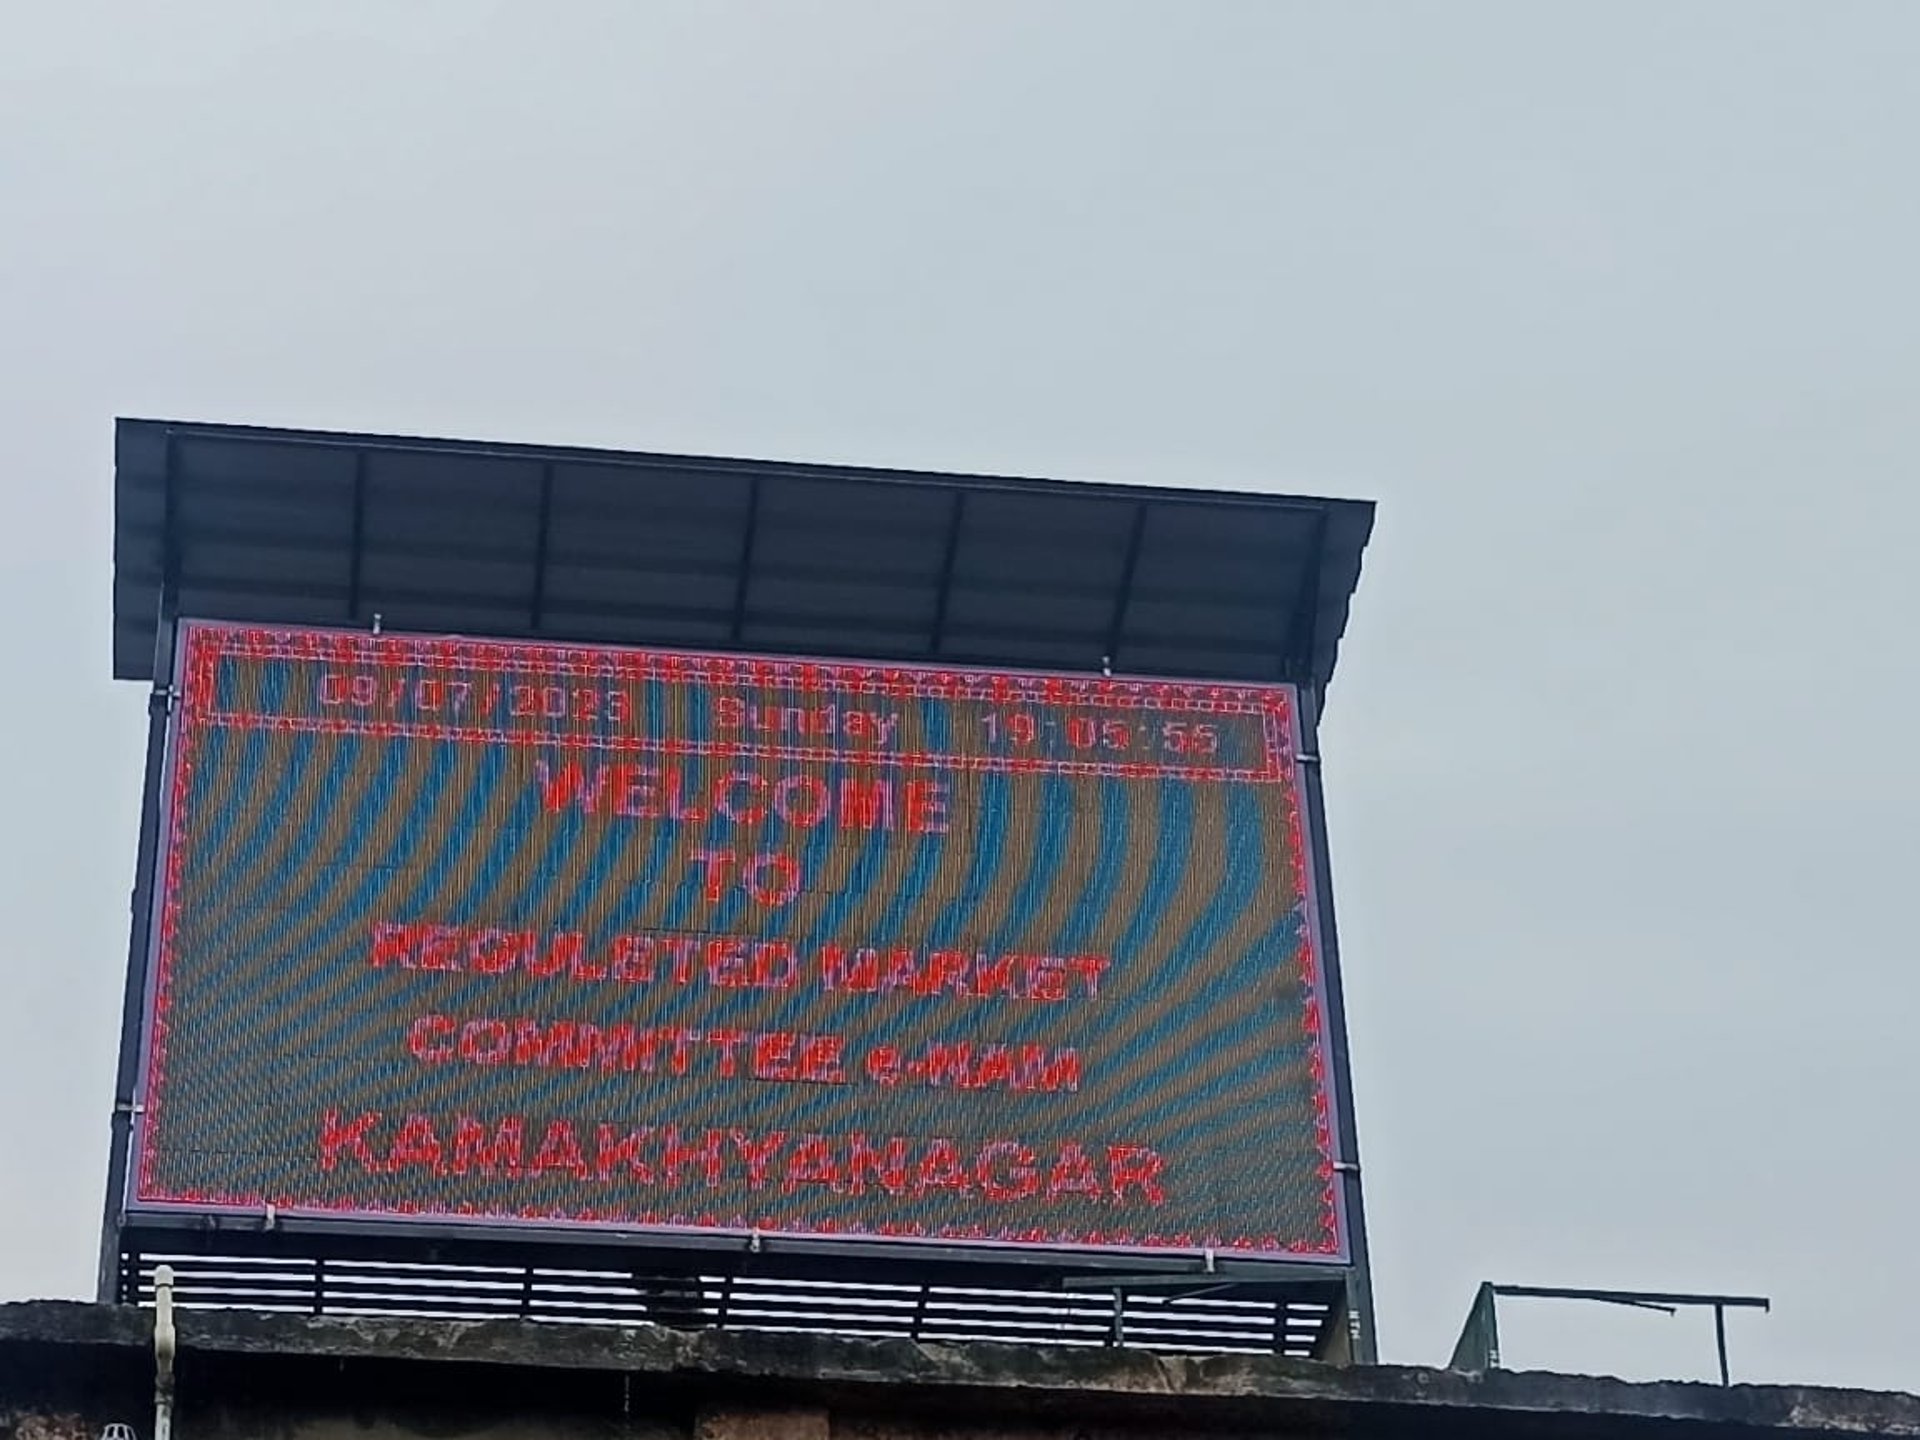 09/07/2023 Sunday 19:05:55
WELCOME
TO
REGULETED MARKET
COMMITTEE e-NAM
KAMAKHYANAGAR